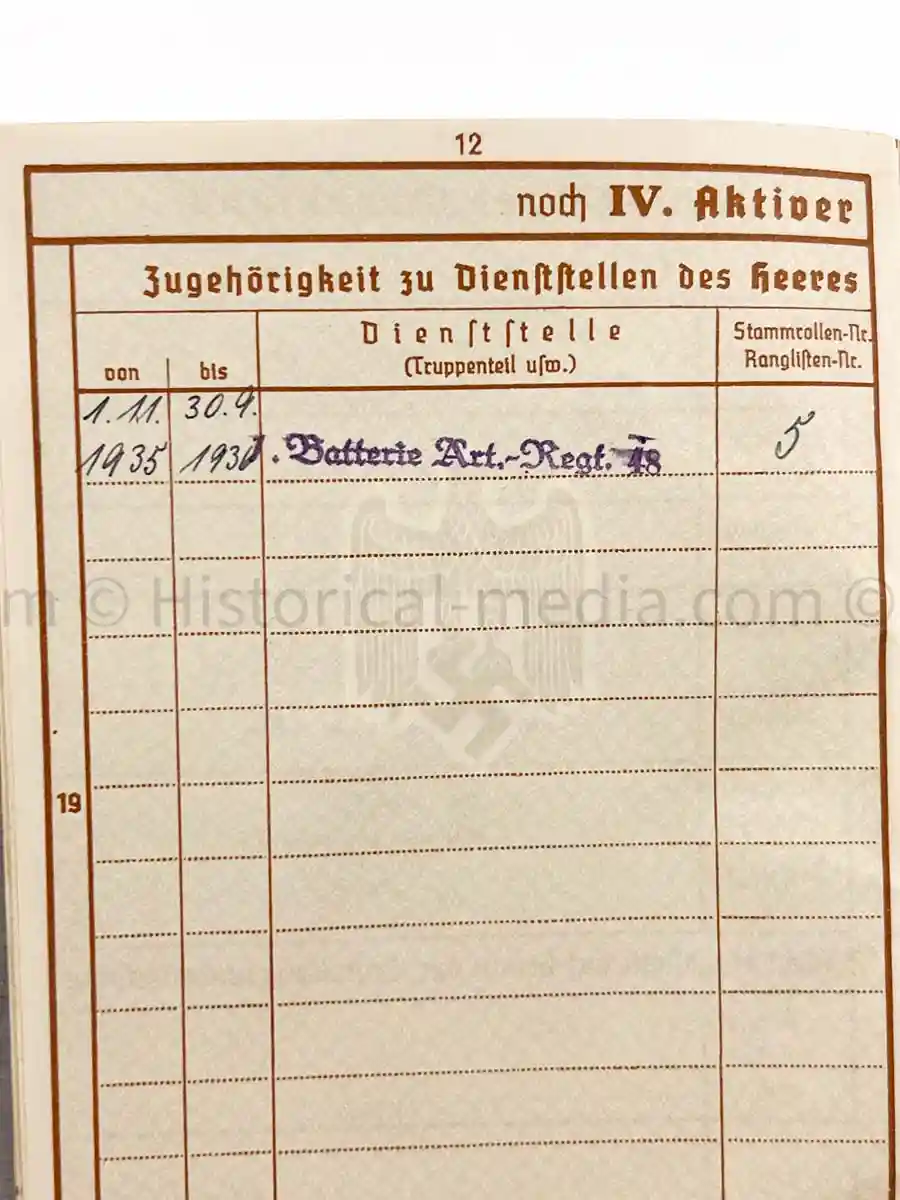 12
noch IV. Aktiver
Zugehörigkeit zu Dienststellen des Heeres
von
bis
Dienststelle
(Truppenteil usw.)
Stammrollen-Nr.
Ranglisten-Nr.
1.11. 30.9.
1935 . Batterie Art.-Regt. 5
m © Historical-media.com ©
19